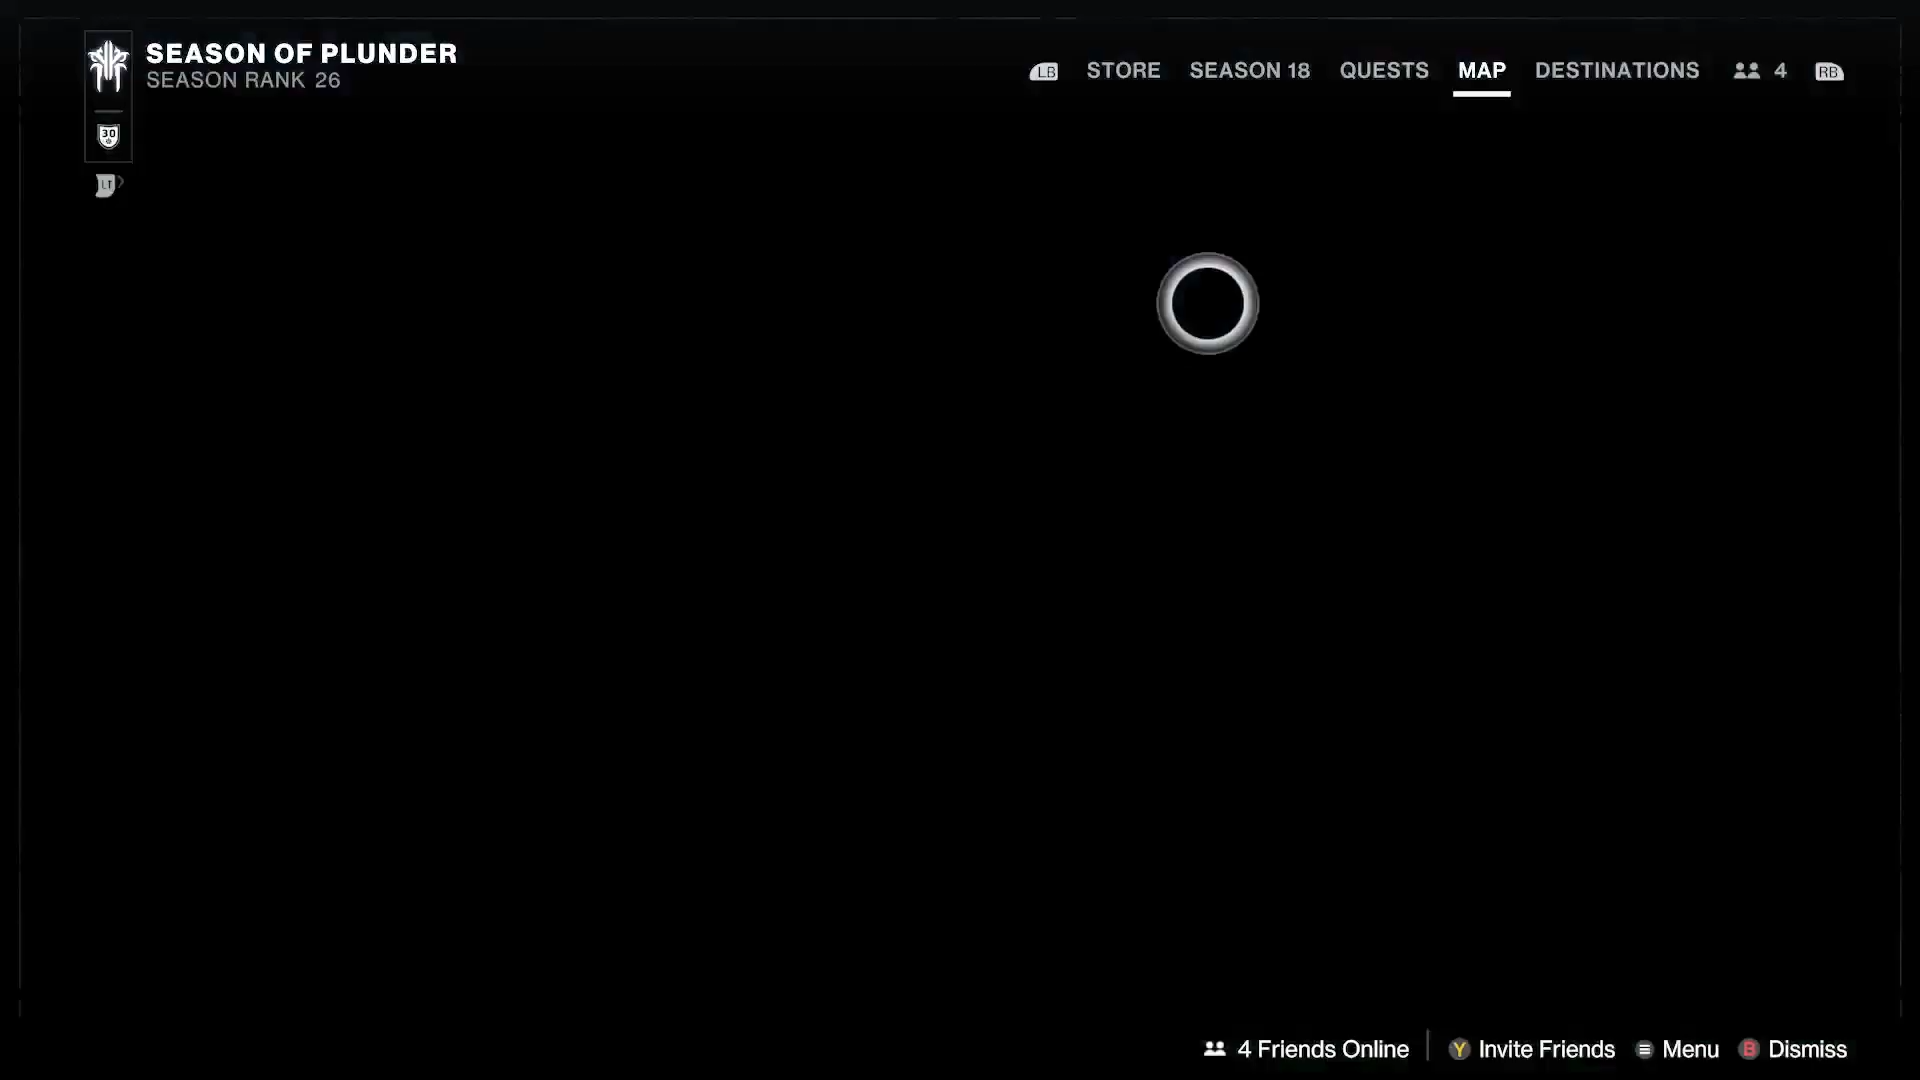 SEASON OF PLUNDER
SEASON RANK 26
LB STORE SEASON 18 QUESTS MAP DESTINATIONS 4 RB
30
LT
4 Friends Online Y Invite Friends Menu B Dismiss